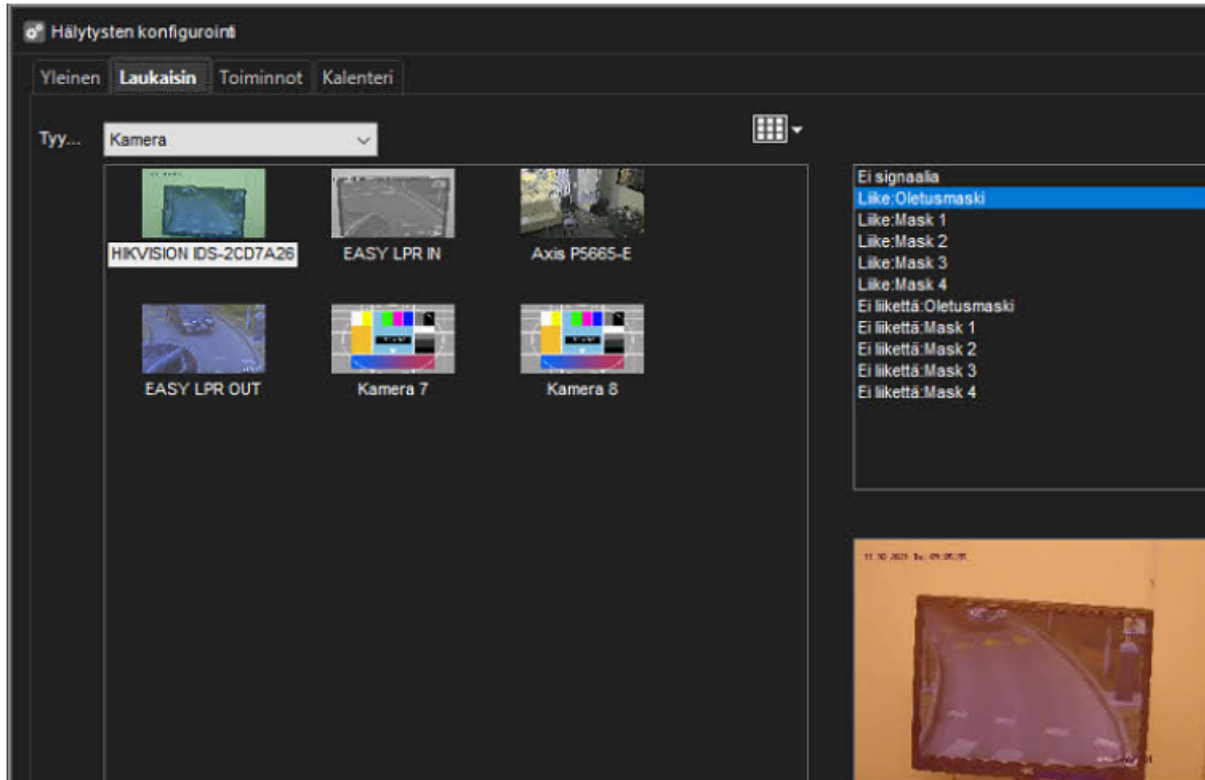 Hälytysten konfigurointi
Yleinen Laukaisin Toiminnot Kalenteri
Tyy... Kamera
HIKVISION IDS-2CD7A26 EASY LPR IN Axis P5665-E
EASY LPR OUT Kamera 7 Kamera 8
Ei signaalia
Liike:Oletusmaski
Liike:Mask 1
Liike:Mask 2
Liike:Mask 3
Liike:Mask 4
Ei liikettä:Oletusmaski
Ei liikettä:Mask 1
Ei liikettä:Mask 2
Ei liikettä:Mask 3
Ei liikettä:Mask 4